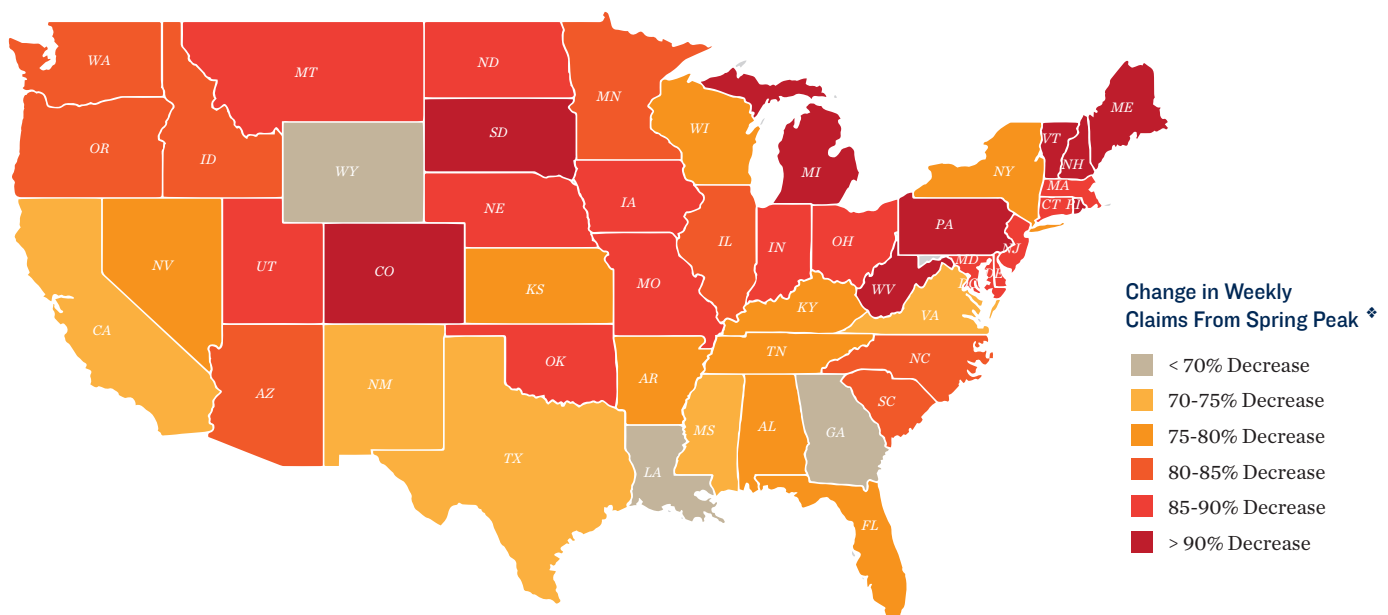 WA
MT
ND
MN
OR
ID
WY
SD
WI
MI
NY
VT
NH
ME
MA
CT
RI
NV
UT
CO
NE
IA
IL
IN
OH
PA
NJ
MD
DE
DC
CA
KS
MO
KY
WV
VA
AZ
NM
OK
AR
TN
NC
SC
TX
LA
MS
AL
GA
FL
Change in Weekly
Claims From Spring Peak ❖
< 70% Decrease
70-75% Decrease
75-80% Decrease
80-85% Decrease
85-90% Decrease
> 90% Decrease